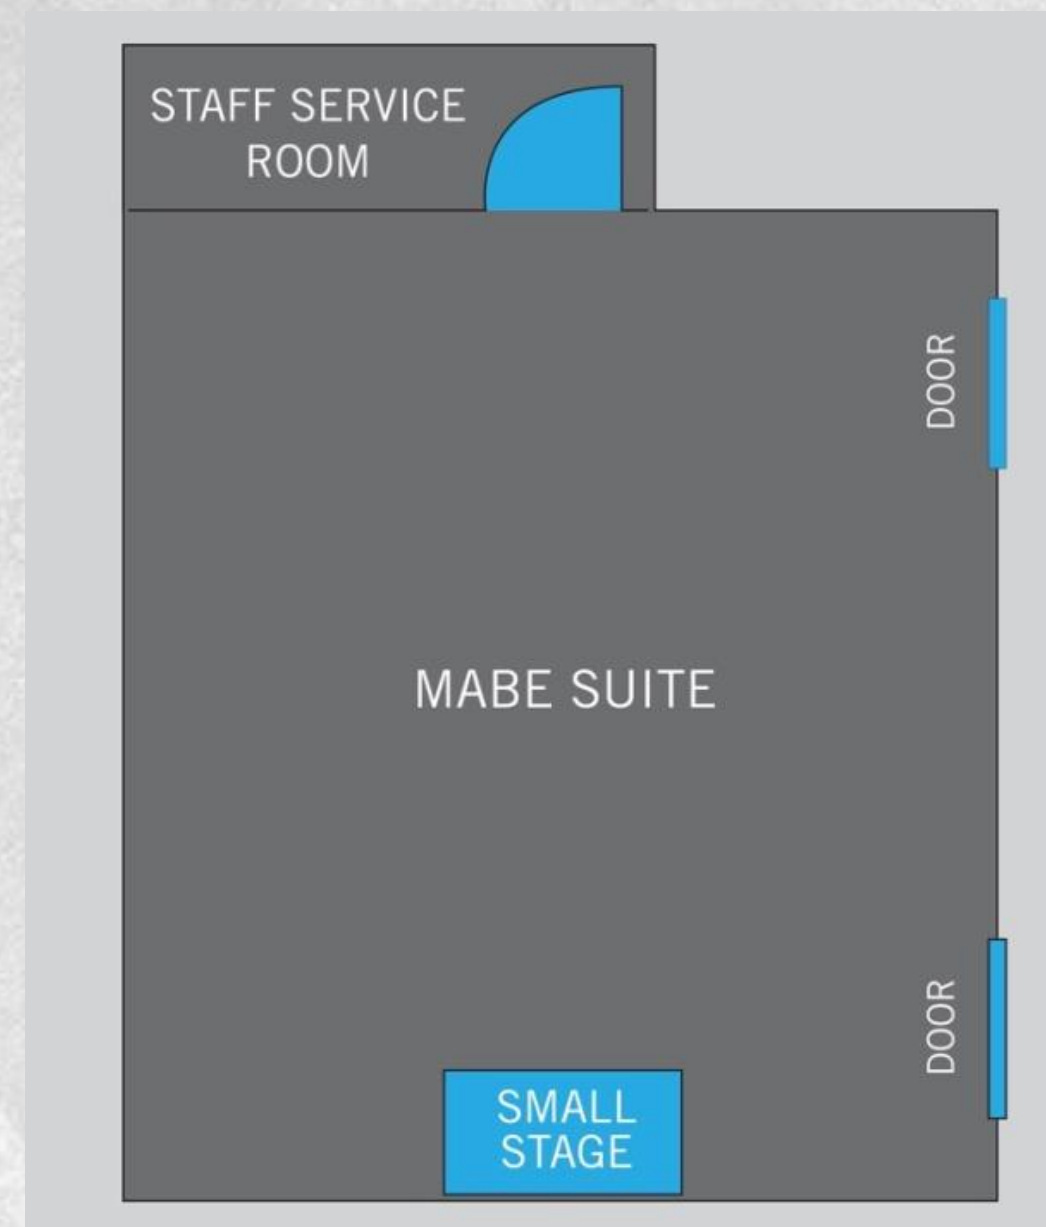 STAFF SERVICE
ROOM
DOOR
MABE SUITE
DOOR
SMALL
STAGE